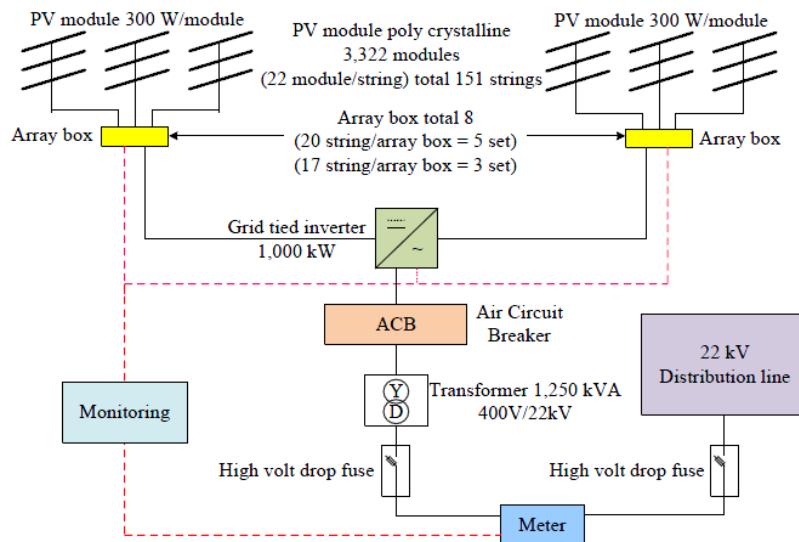 PV module 300 W/module
PV module poly crystalline
3,322 modules
(22 module/string) total 151 strings
PV module 300 W/module
Array box
Array box total 8
(20 string/array box = 5 set)
(17 string/array box = 3 set)
Array box
Grid tied inverter
1,000 kW
~
ACB
Air Circuit
Breaker
22 kV
Distribution line
Monitoring
Y
D
Transformer 1,250 kVA
400V/22kV
High volt drop fuse
High volt drop fuse
Meter